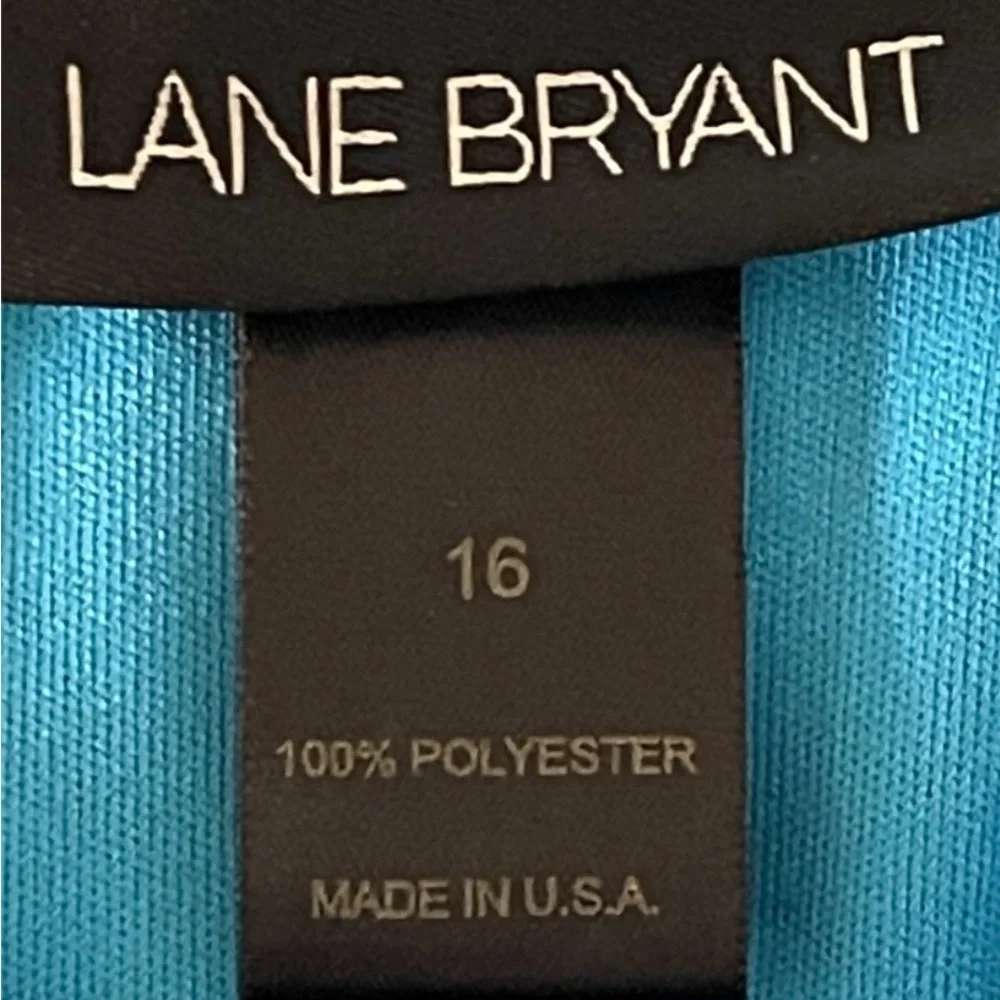 LANE BRYANT
16
100% POLYESTER
MADE IN U.S.A.